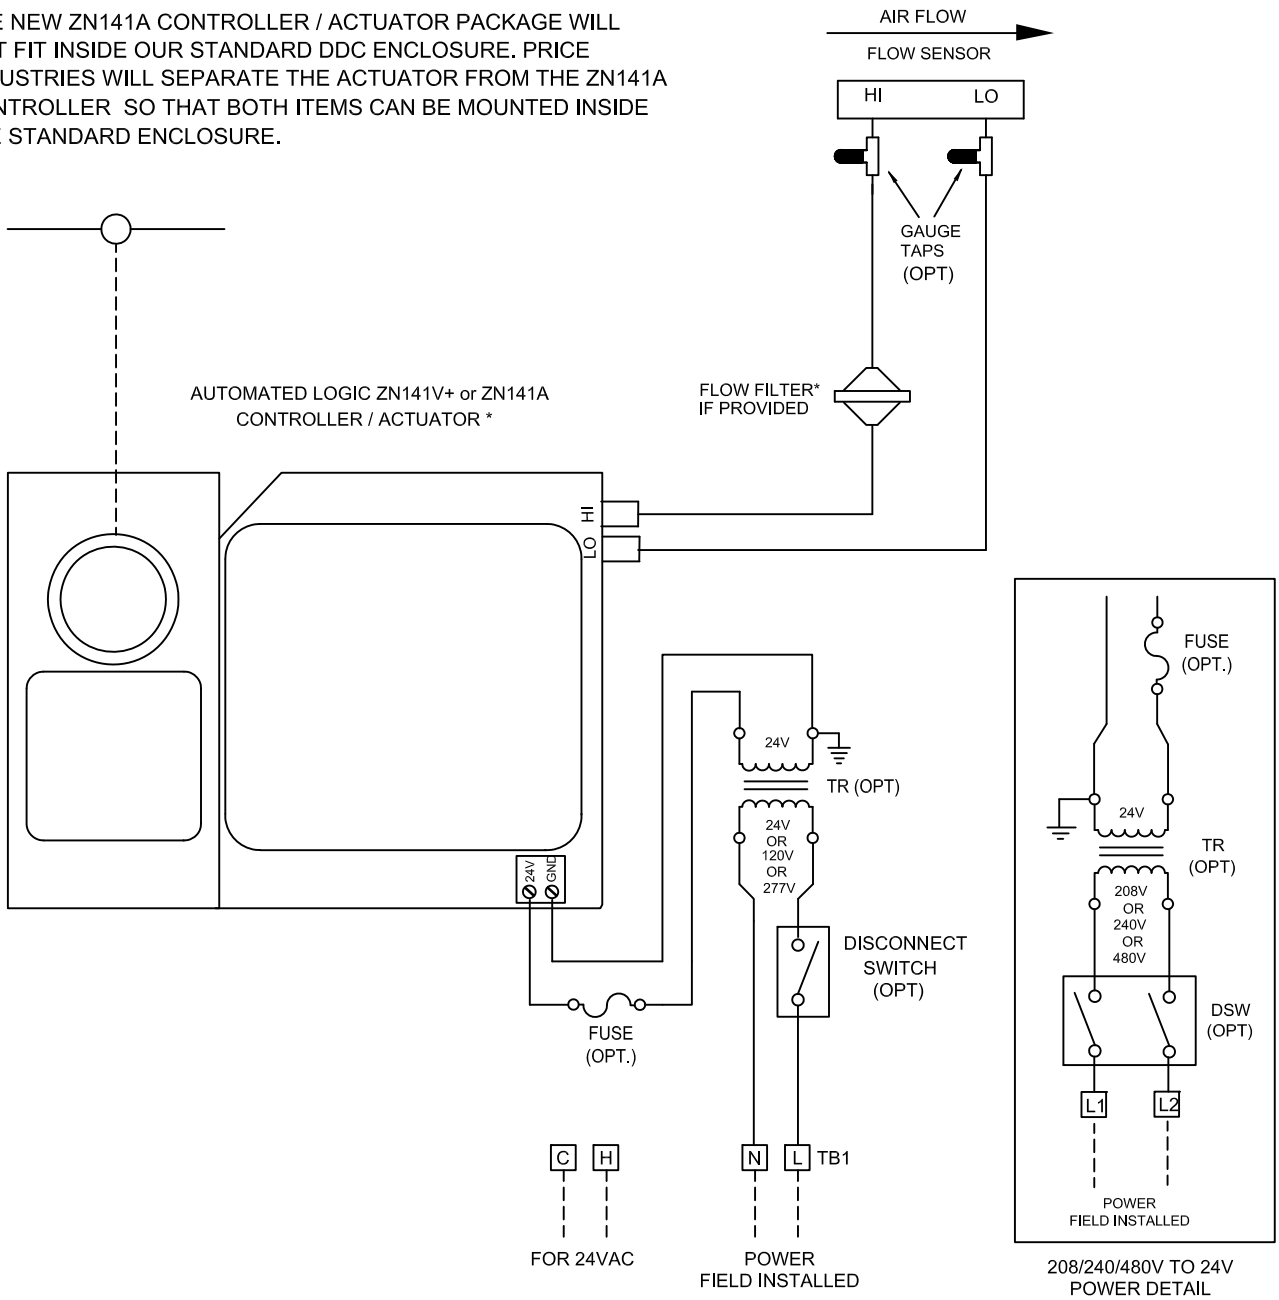 E NEW ZN141A CONTROLLER / ACTUATOR PACKAGE WILL
T FIT INSIDE OUR STANDARD DDC ENCLOSURE. PRICE
USTRIES WILL SEPARATE THE ACTUATOR FROM THE ZN141A
NTROLLER SO THAT BOTH ITEMS CAN BE MOUNTED INSIDE
E STANDARD ENCLOSURE.
AIR FLOW
FLOW SENSOR
HI
LO
GAUGE
TAPS
(OPT)
AUTOMATED LOGIC ZN141V+ or ZN141A
CONTROLLER / ACTUATOR *
FLOW FILTER*
IF PROVIDED
HI
LO
24V
GND
FUSE
(OPT.)
24V
TR (OPT)
24V
OR
120V
OR
277V
DISCONNECT
SWITCH
(OPT)
C
H
FOR 24VAC
N
L
TB1
POWER
FIELD INSTALLED
FUSE
(OPT.)
24V
TR
(OPT)
208V
OR
240V
OR
480V
DSW
(OPT)
L1
L2
POWER
FIELD INSTALLED
208/240/480V TO 24V
POWER DETAIL